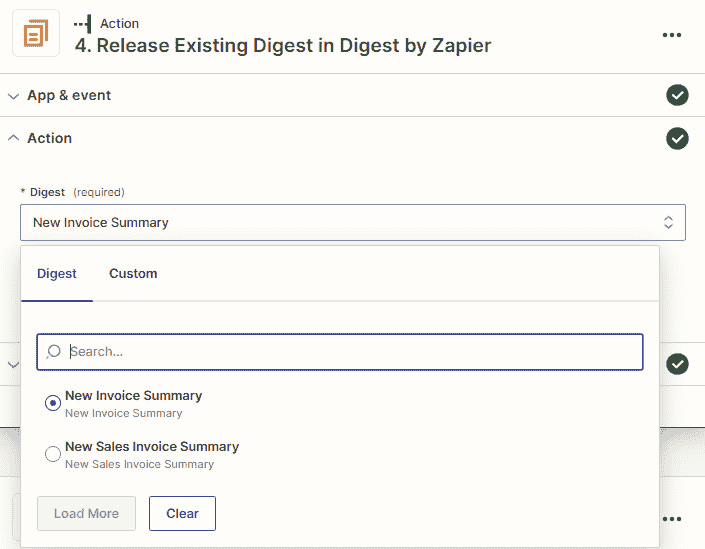 Action
4. Release Existing Digest in Digest by Zapier
App & event
Action
* Digest (required)
New Invoice Summary
Digest Custom
Search...
New Invoice Summary
New Invoice Summary
New Sales Invoice Summary
New Sales Invoice Summary
Load More Clear